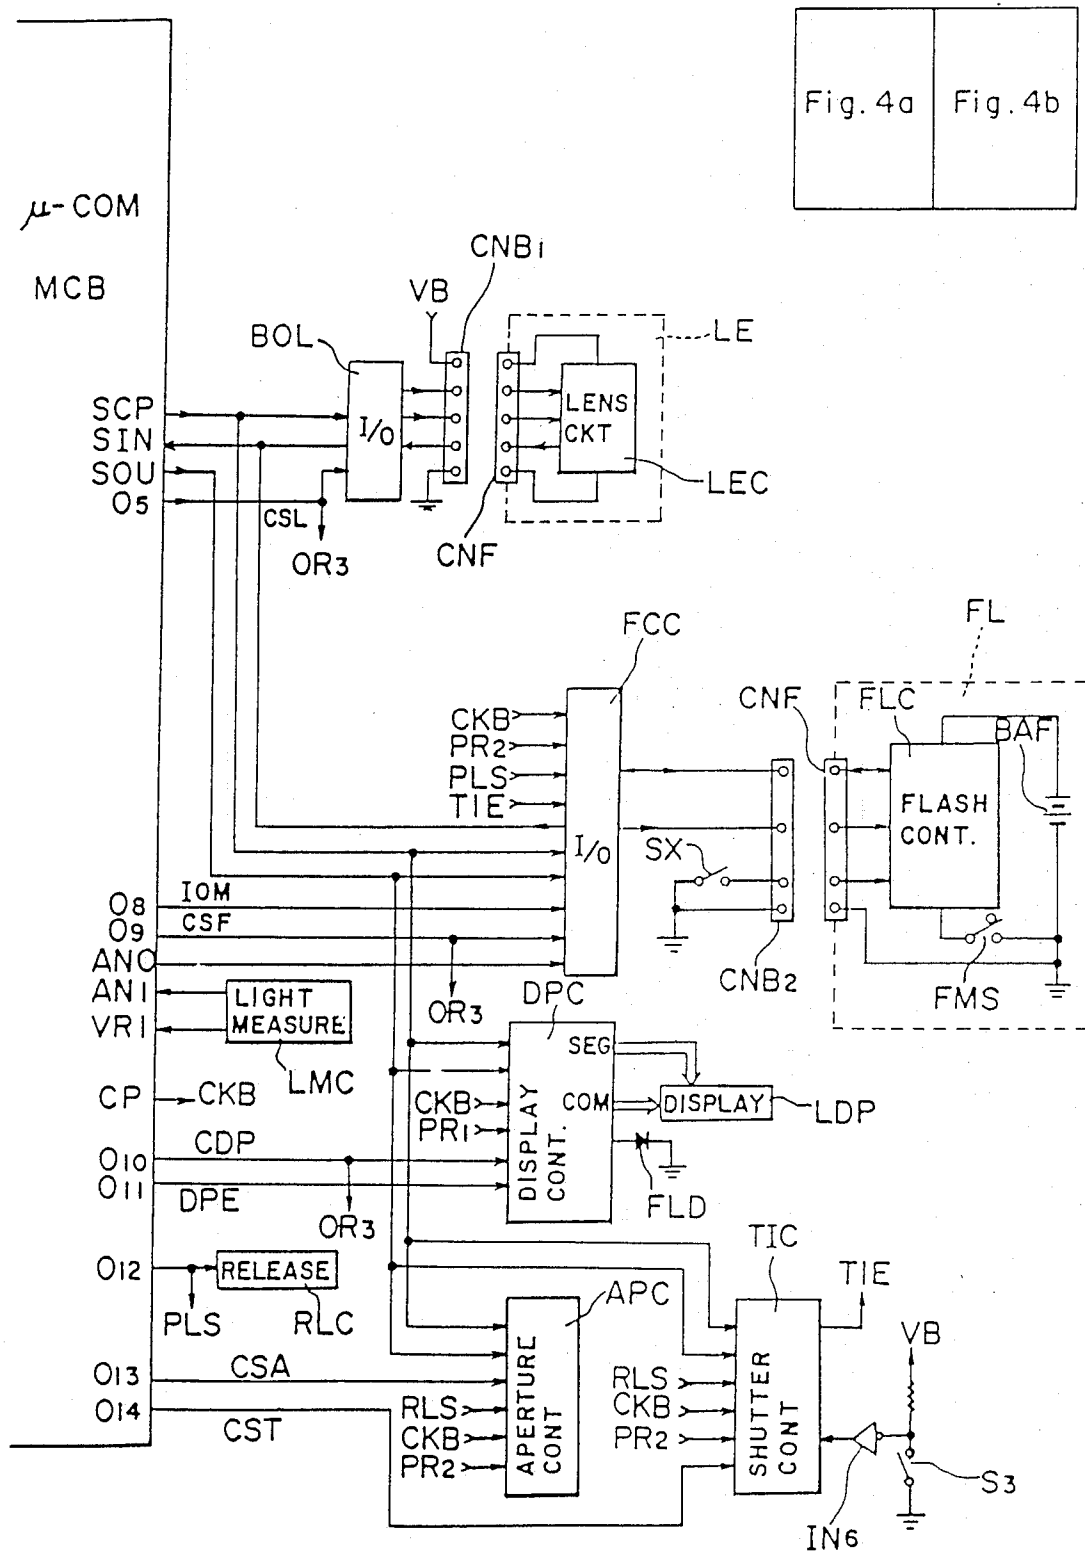 Fig. 4a
Fig. 4b
μ-COM
MCB
CNB1
VB
BOL
LE
SCP
SIN
SOU
O5
I/O
LENS
CKT
LEC
CSL
OR3
CNF
FCC
FL
CNF
FLC
BAF
CKB
PR2
PLS
TIE
FLASH
CONT.
I/O
SX
IOM
O8
CSF
O9
AN0
AN1
VR1
LIGHT
MEASURE
LMC
OR3
CNB2
FMS
DPC
SEG
COM
DISPLAY
LDP
CP
CKB
CKB
PR1
DISPLAY
CONT.
FLD
CDP
O10
O11
DPE
OR3
O12
RELEASE
PLS
RLC
TIC
TIE
APC
VB
O13
CSA
O14
CST
RLS
CKB
PR2
APERTURE
CONT
RLS
CKB
PR2
SHUTTER
CONT
S3
IN6